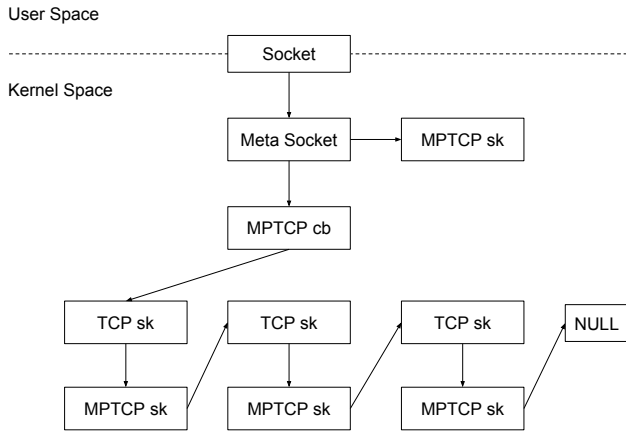 User Space
Socket
Kernel Space
Meta Socket
MPTCP sk
MPTCP cb
TCP sk
TCP sk
TCP sk
NULL
MPTCP sk
MPTCP sk
MPTCP sk